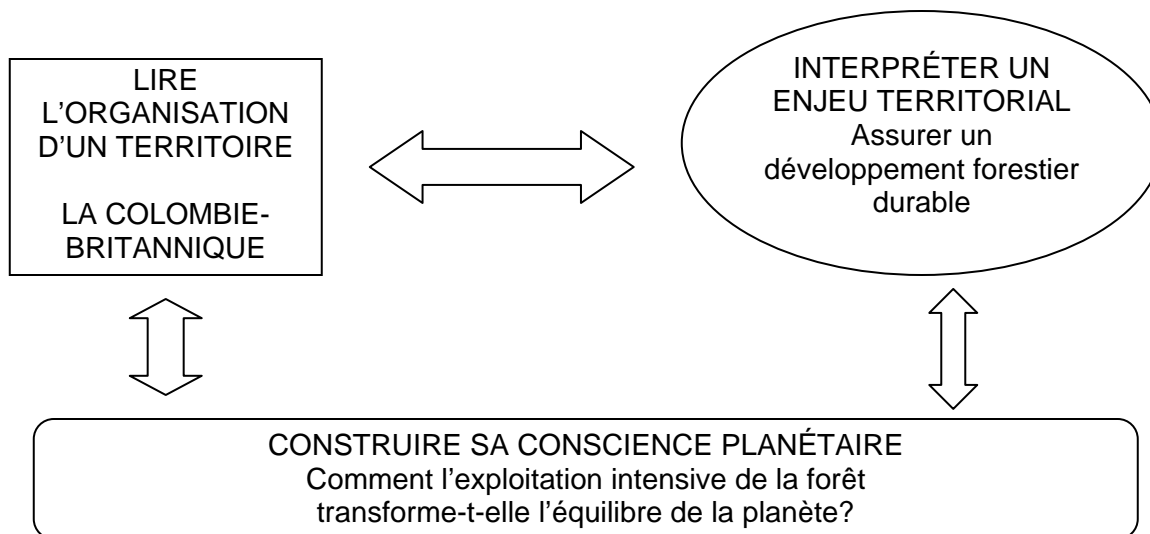 LIRE
L'ORGANISATION
D'UN TERRITOIRE
LA COLOMBIE-
BRITANNIQUE
INTERPRÉTER UN
ENJEU TERRITORIAL
Assurer un
développement forestier
durable
CONSTRUIRE SA CONSCIENCE PLANÉTAIRE
Comment l'exploitation intensive de la forêt
transforme-t-elle l'équilibre de la planète?